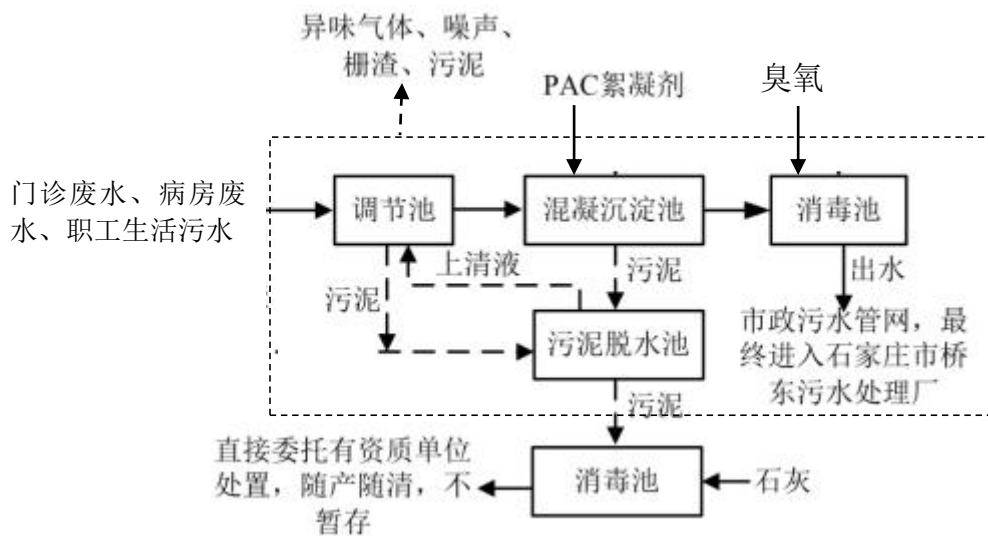 异味气体、噪声、
栅渣、污泥
PAC絮凝剂
臭氧
门诊废水、病房废
水、职工生活污水
调节池
混凝沉淀池
消毒池
上清液
污泥
污泥
出水
污泥脱水池
市政污水管网，最
终进入石家庄市桥
东污水处理厂
污泥
直接委托有资质单位
处置，随产随清，不
暂存
消毒池
石灰